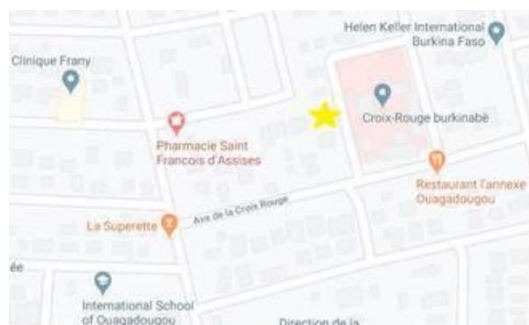 Helen Keller International
Burkina Faso
Clinique Frany
Croix-Rouge burkinabè
Pharmacie Saint
Francois d'Assises
Restaurant l'annexe
Ouagadougou
Ave de la Croix Rouge
La Superette
ée
International School
of Ouagadougou
Direction de la